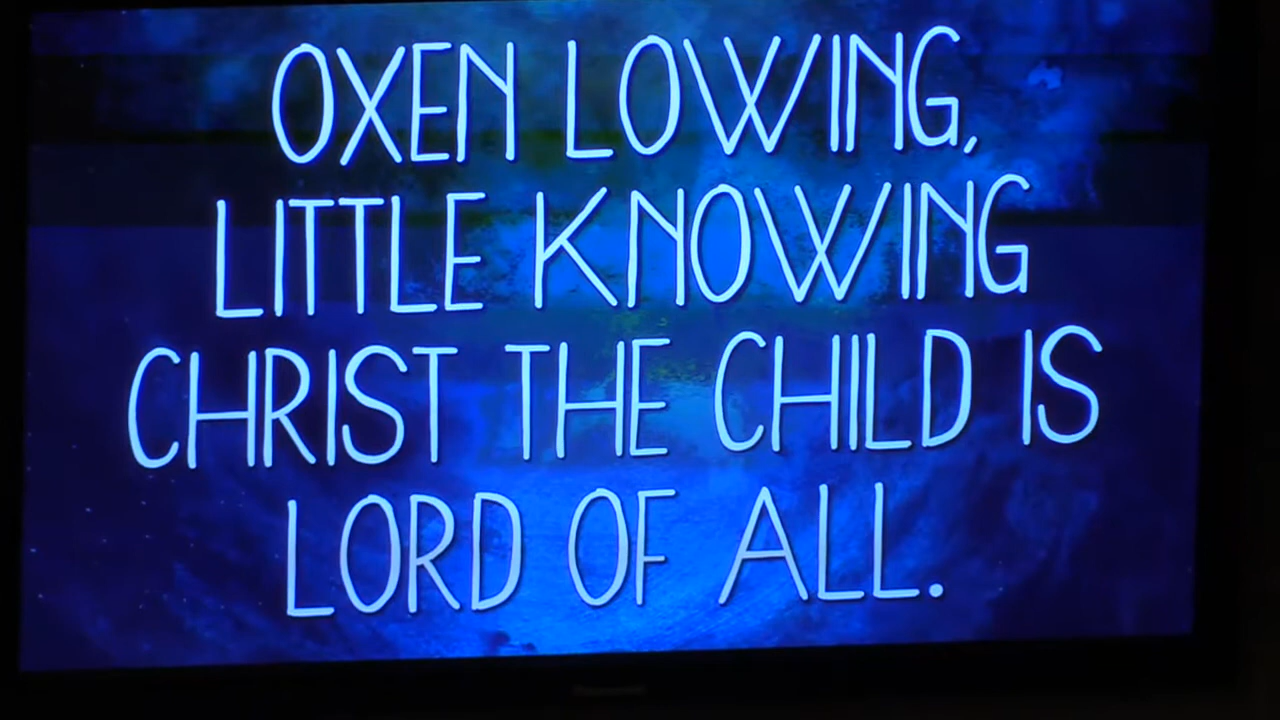 OXEN LOWING,
LITTLE KNOWING
CHRIST THE CHILD IS
LORD OF ALL.